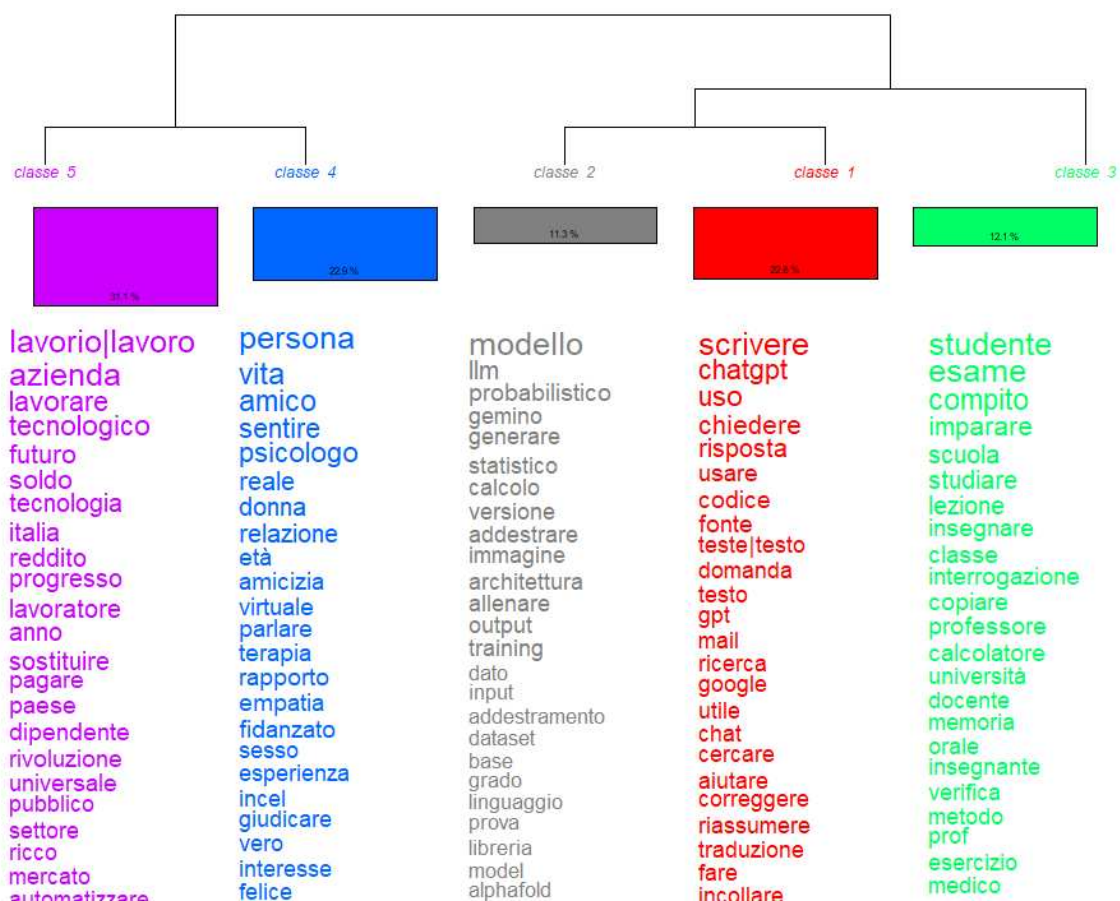 classe 5
classe 4
classe 2
classe 1
classe 3
31.1 %
22.9 %
11.3 %
22.6 %
12.1 %
lavorio|lavoro
azienda
lavorare
tecnologico
futuro
soldo
tecnologia
italia
reddito
progresso
lavoratore
anno
sostituire
pagare
paese
dipendente
rivoluzione
universale
pubblico
settore
ricco
mercato
automatizzare
persona
vita
amico
sentire
psicologo
reale
donna
relazione
età
amicizia
virtuale
parlare
terapia
rapporto
empatia
fidanzato
sesso
esperienza
incel
giudicare
vero
interesse
felice
modello
llm
probabilistico
gemino
generare
statistico
calcolo
versione
addestrare
immagine
architettura
allenare
output
training
dato
input
addestramento
dataset
base
grado
linguaggio
prova
libreria
model
alphafold
scrivere
chatgpt
uso
chiedere
risposta
usare
codice
fonte
teste|testo
domanda
testo
gpt
mail
ricerca
google
utile
chat
cercare
aiutare
correggere
riassumere
traduzione
fare
incollare
studente
esame
compito
imparare
scuola
studiare
lezione
insegnare
classe
interrogazione
copiare
professore
calcolatore
università
docente
memoria
orale
insegnante
verifica
metodo
prof
esercizio
medico